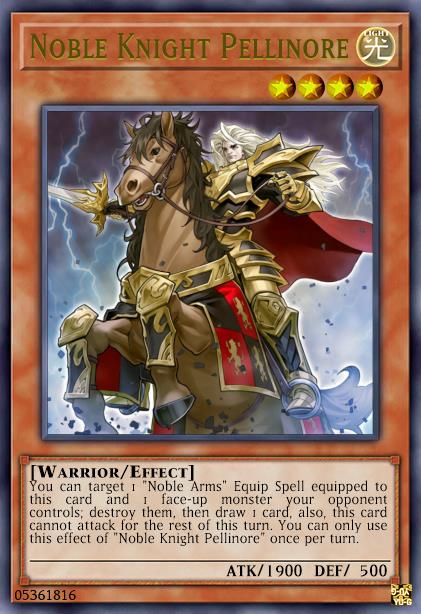 Noble Knight Pellinore
LIGHT
光
[Warrior/Effect]
You can target 1 "Noble Arms" Equip Spell equipped to
this card and 1 face-up monster your opponent
controls; destroy them, then draw 1 card, also, this card
cannot attack for the rest of this turn. You can only use
this effect of "Noble Knight Pellinore" once per turn.
ATK/1900 DEF/ 500
05361816